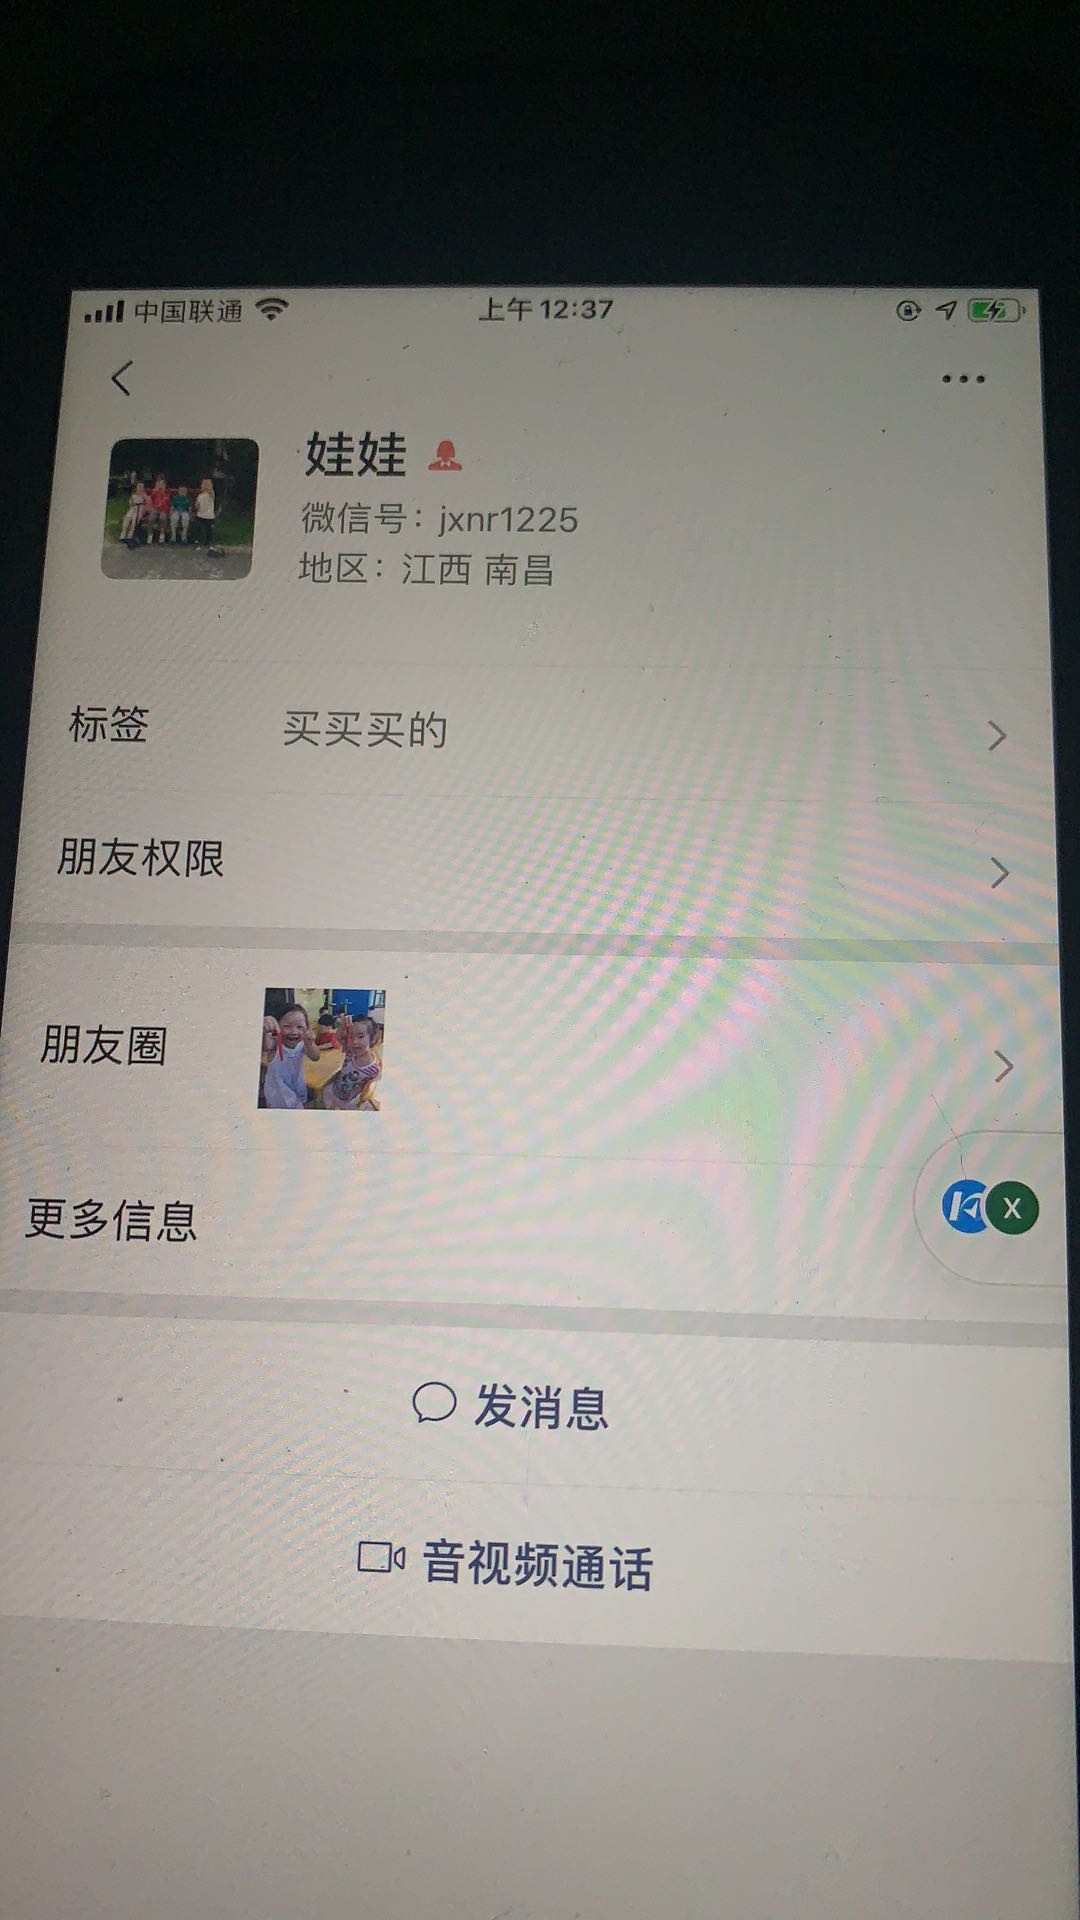 中国联通
上午 12:37
娃娃
微信号：jxnr1225
地区：江西 南昌
标签 买买买的
朋友权限
朋友圈
更多信息
X
发消息
音视频通话